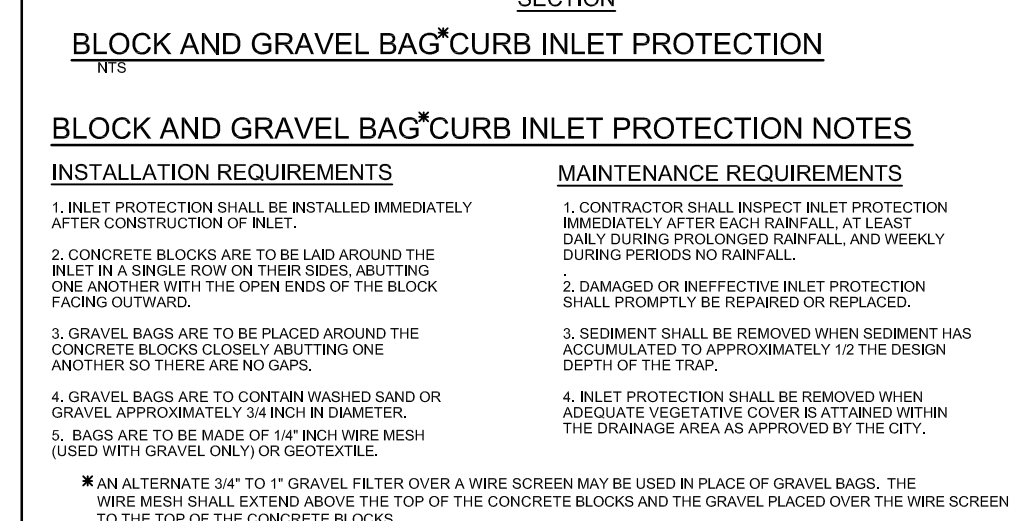 SECTION
BLOCK AND GRAVEL BAG*CURB INLET PROTECTION
NTS
BLOCK AND GRAVEL BAG*CURB INLET PROTECTION NOTES
INSTALLATION REQUIREMENTS
1. INLET PROTECTION SHALL BE INSTALLED IMMEDIATELY
AFTER CONSTRUCTION OF INLET.
2. CONCRETE BLOCKS ARE TO BE LAID AROUND THE
INLET IN A SINGLE ROW ON THEIR SIDES, ABUTTING
ONE ANOTHER WITH THE OPEN ENDS OF THE BLOCK
FACING OUTWARD.
3. GRAVEL BAGS ARE TO BE PLACED AROUND THE
CONCRETE BLOCKS CLOSELY ABUTTING ONE
ANOTHER SO THERE ARE NO GAPS.
4. GRAVEL BAGS ARE TO CONTAIN WASHED SAND OR
GRAVEL APPROXIMATELY 3/4 INCH IN DIAMETER.
5. BAGS ARE TO BE MADE OF 1/4" INCH WIRE MESH
(USED WITH GRAVEL ONLY) OR GEOTEXTILE.
MAINTENANCE REQUIREMENTS
1. CONTRACTOR SHALL INSPECT INLET PROTECTION
IMMEDIATELY AFTER EACH RAINFALL, AT LEAST
DAILY DURING PROLONGED RAINFALL, AND WEEKLY
DURING PERIODS NO RAINFALL.
.
2. DAMAGED OR INEFFECTIVE INLET PROTECTION
SHALL PROMPTLY BE REPAIRED OR REPLACED.
3. SEDIMENT SHALL BE REMOVED WHEN SEDIMENT HAS
ACCUMULATED TO APPROXIMATELY 1/2 THE DESIGN
DEPTH OF THE TRAP.
4. INLET PROTECTION SHALL BE REMOVED WHEN
ADEQUATE VEGETATIVE COVER IS ATTAINED WITHIN
THE DRAINAGE AREA AS APPROVED BY THE CITY.
* AN ALTERNATE 3/4" TO 1" GRAVEL FILTER OVER A WIRE SCREEN MAY BE USED IN PLACE OF GRAVEL BAGS. THE
WIRE MESH SHALL EXTEND ABOVE THE TOP OF THE CONCRETE BLOCKS AND THE GRAVEL PLACED OVER THE WIRE SCREEN
TO THE TOP OF THE CONCRETE BLOCKS.